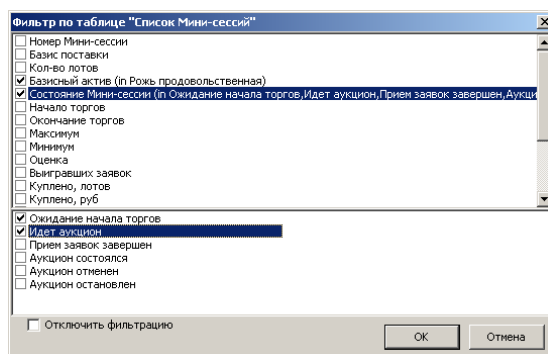 Фильтр по таблице "Список Мини-сессий"
Номер Мини-сессии
Базис поставки
Кол-во лотов
Базисный актив (in Рожь продовольственная)
Состояние Мини-сессии (in Ожидание начала торгов,Идет аукцион,Прием заявок завершен,Аукци
Начало торгов
Окончание торгов
Максимум
Минимум
Оценка
Выигравших заявок
Куплено, лотов
Куплено, руб
Ожидание начала торгов
Идет аукцион
Прием заявок завершен
Аукцион состоялся
Аукцион отменен
Аукцион остановлен
Отключить фильтрацию
OK
Отмена